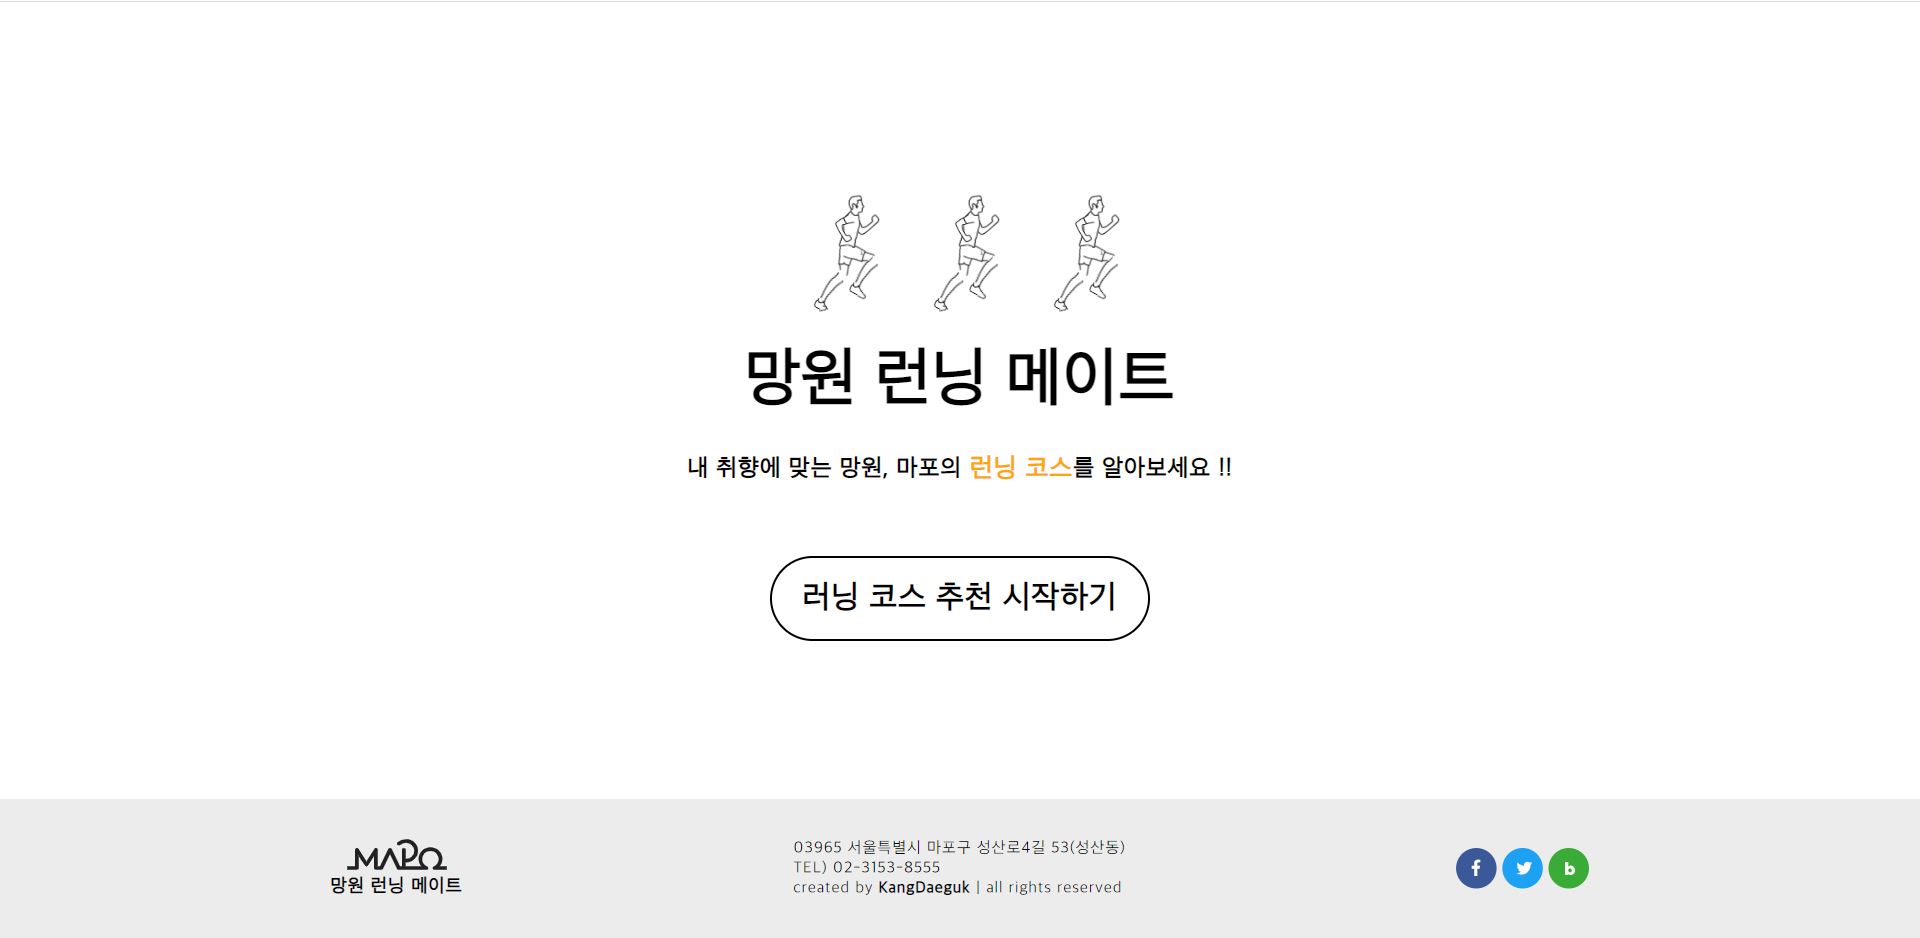 망원 런닝 메이트
내 취향에 맞는 망원, 마포의 런닝 코스를 알아보세요 !!
러닝 코스 추천 시작하기
MAPO
망원 런닝 메이트
03965 서울특별시 마포구 성산로4길 53(성산동)
TEL) 02-3153-8555
created by KangDaeguk | all rights reserved
f
b